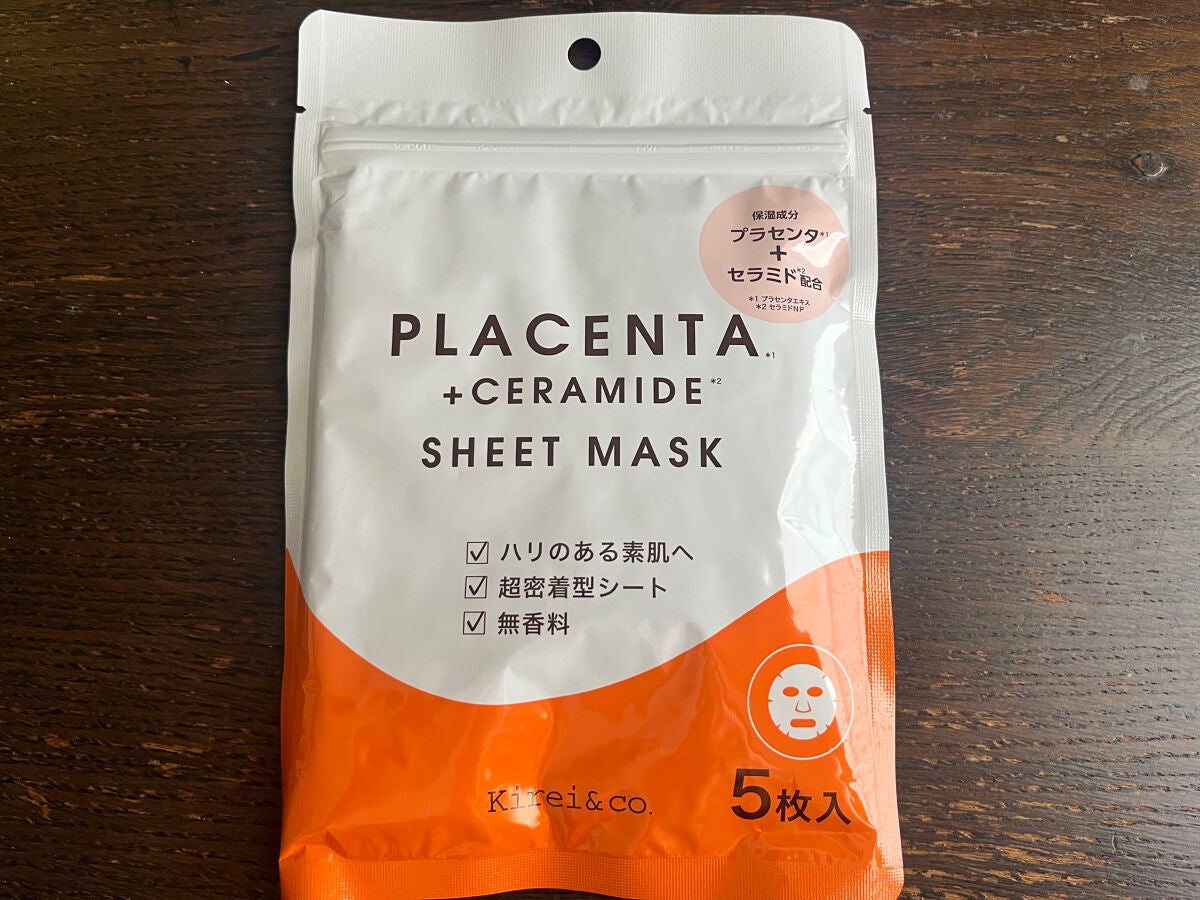 保湿成分
プラセンタ*1
+
セラミド*2配合
*1 プラセンタエキス
*2 セラミドNP
PLACENTA*1
+CERAMIDE*2
SHEET MASK
☑ ハリのある素肌へ
☑ 超密着型シート
☑ 無香料
Kirei&co.
5枚入